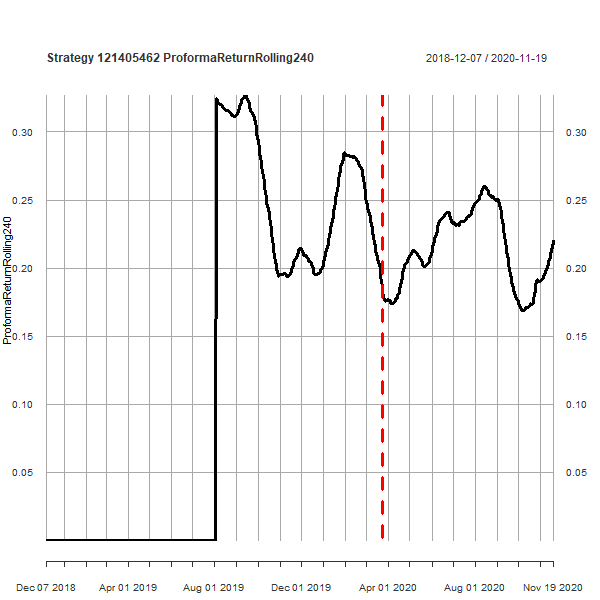 Strategy 121405462 ProformaReturnRolling240
2018-12-07 / 2020-11-19
ProformaReturnRolling240
0.30
0.25
0.20
0.15
0.10
0.05
0.30
0.25
0.20
0.15
0.10
0.05
Dec 07 2018
Apr 01 2019
Aug 01 2019
Dec 01 2019
Apr 01 2020
Aug 01 2020
Nov 19 2020